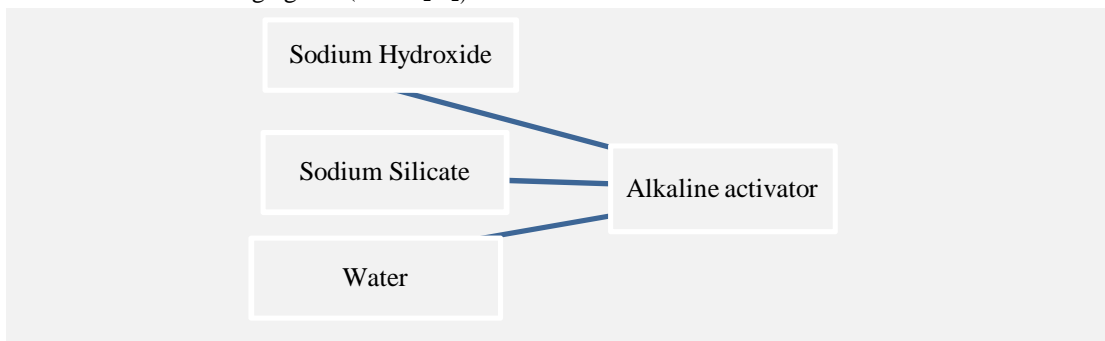 Sodium Hydroxide
Sodium Silicate
Alkaline activator
Water